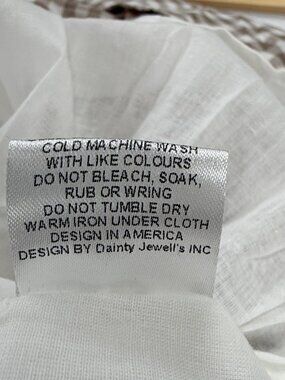 COLD MACHINE WASH
WITH LIKE COLOURS
DO NOT BLEACH, SOAK,
RUB OR WRING
DO NOT TUMBLE DRY
WARM IRON UNDER CLOTH
DESIGN IN AMERICA
DESIGN BY Dainty Jewell's INC